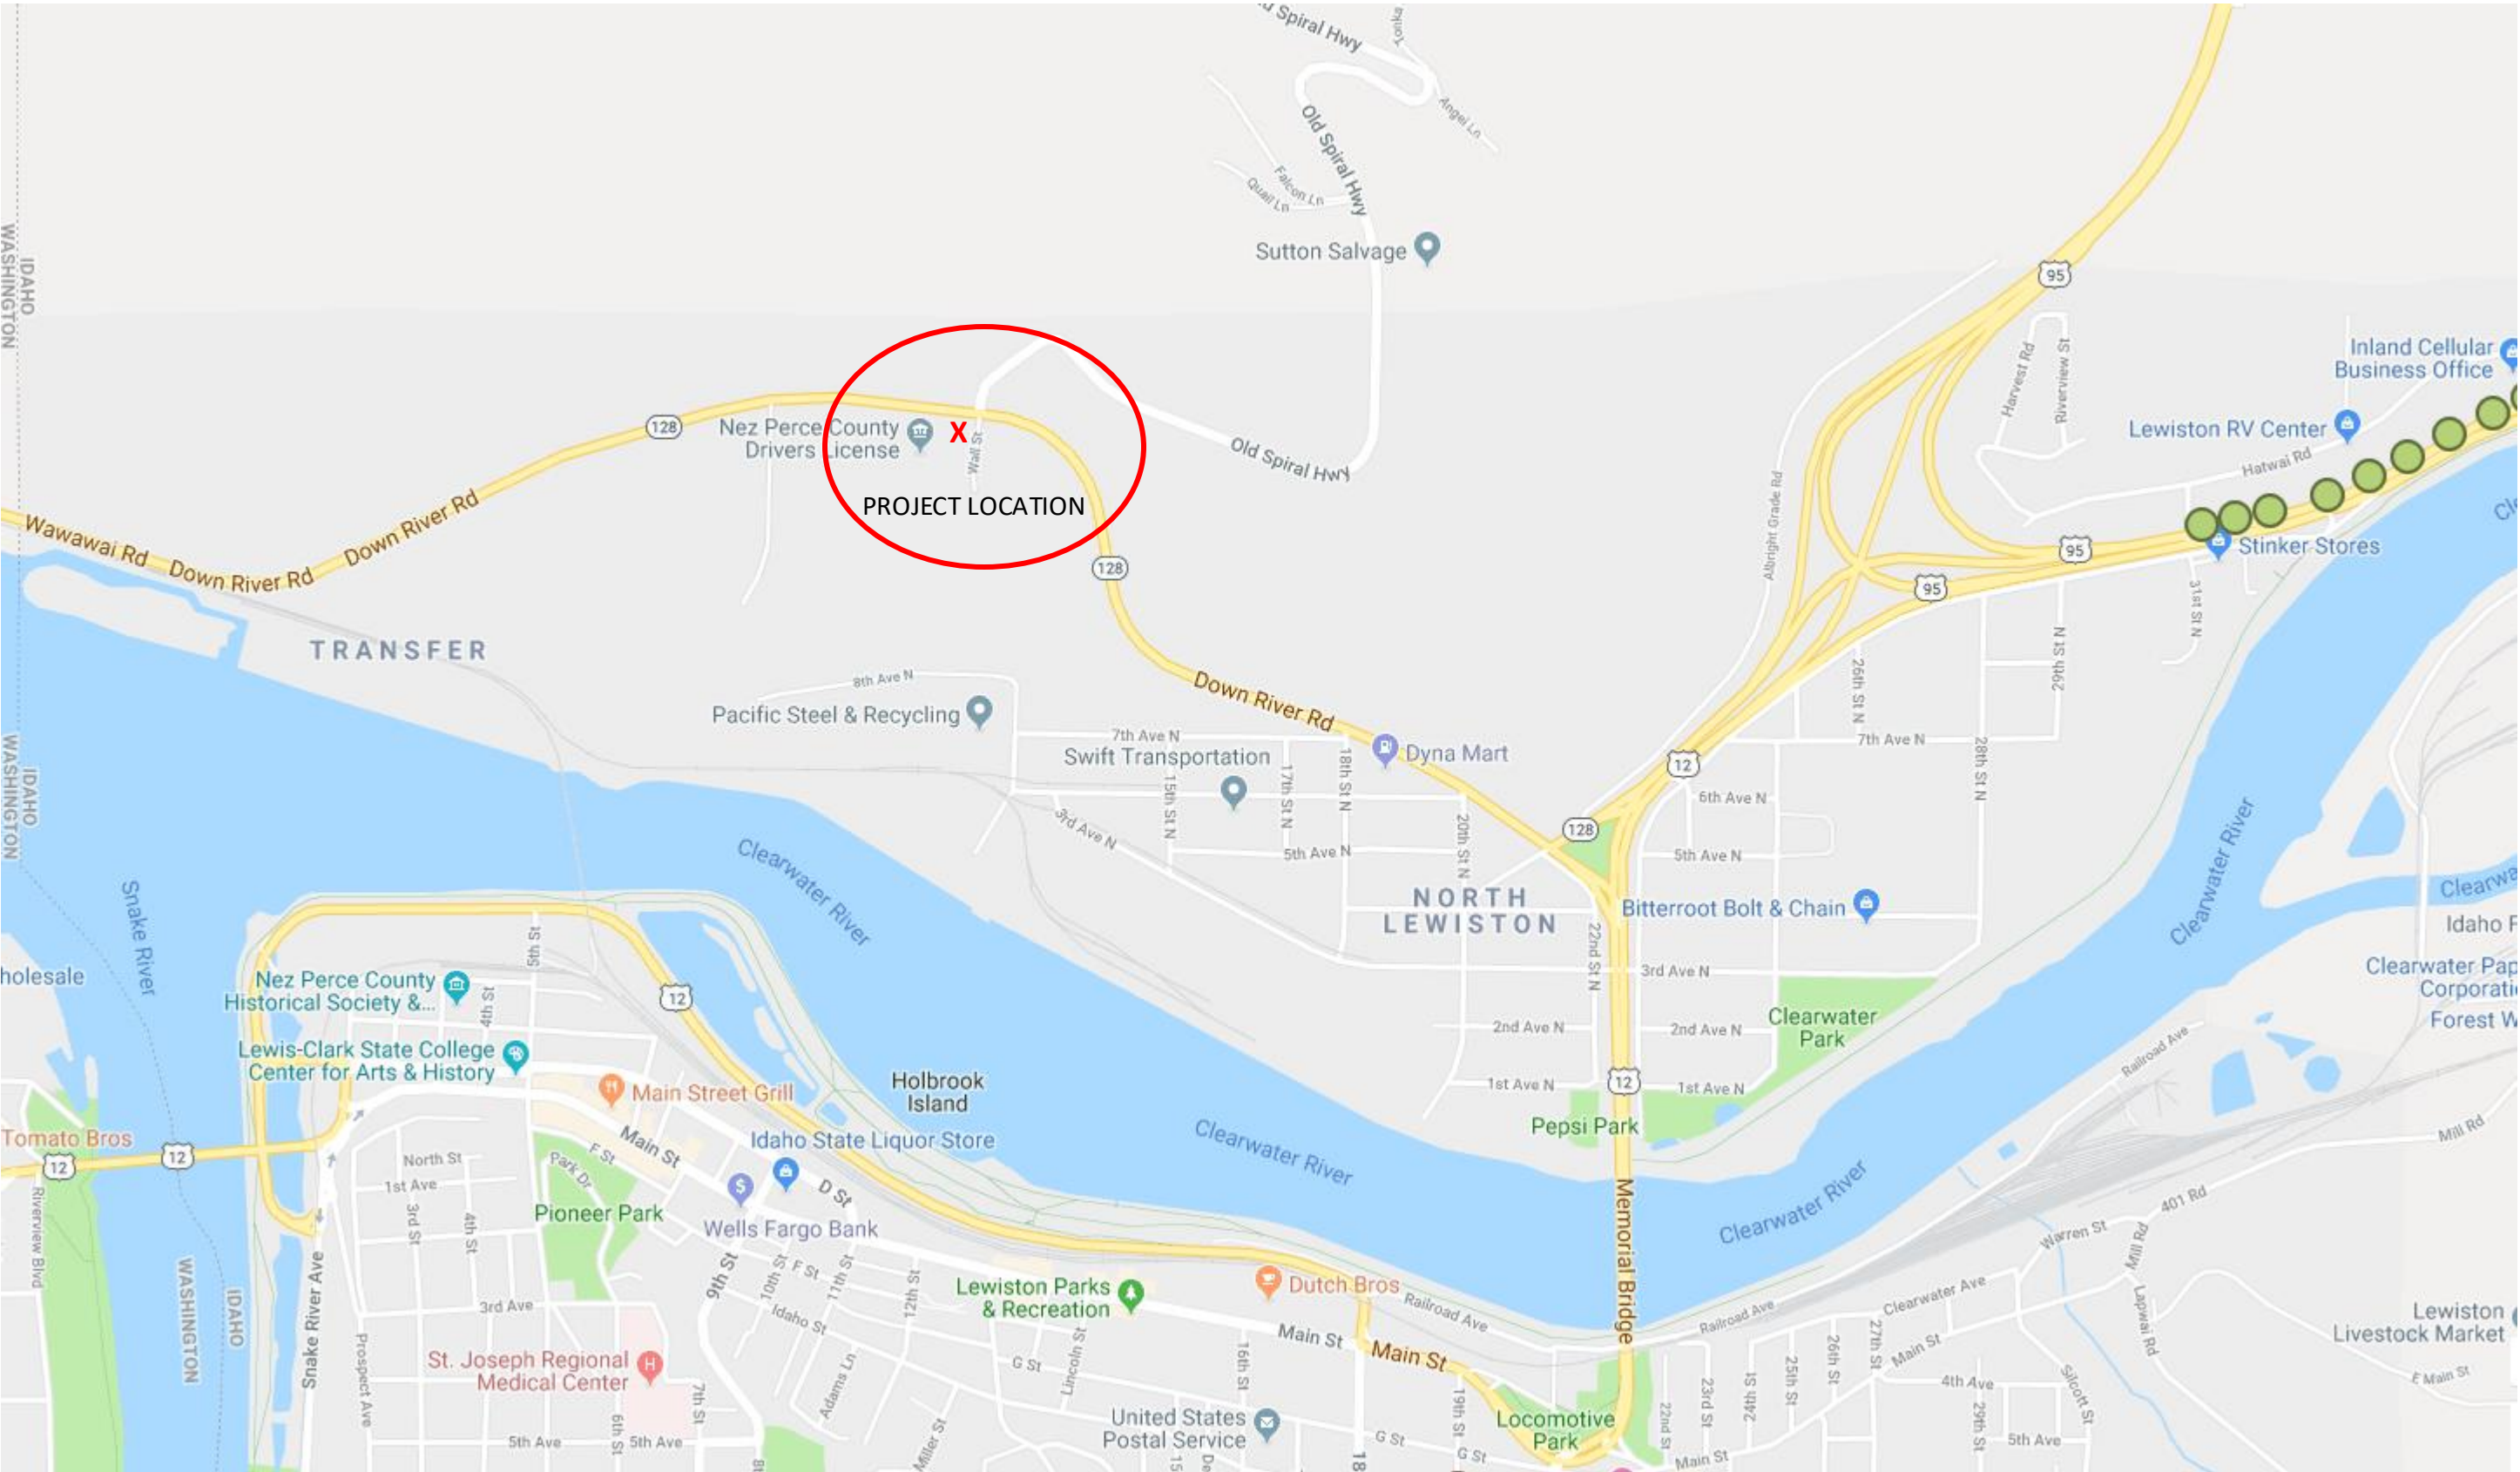 Spiral Hwy
Yonks
Angel Ln
Old Spiral Hwy
Falcon Ln
Quail Ln
Sutton Salvage
95
IDAHO
WASHINGTON
Harvest Rd
Riverview St
Inland Cellular
Business Office
Lewiston RV Center
Hatwai Rd
128
Nez Perce County
Drivers License
X
Wall St
Old Spiral Hwy
PROJECT LOCATION
Albright Grade Rd
Wawawai Rd
Down River Rd
Down River Rd
128
95
95
Stinker Stores
31st St N
TRANSFER
8th Ave N
Pacific Steel & Recycling
Down River Rd
26th St N
29th St N
7th Ave N
Swift Transportation
Dyna Mart
12
7th Ave N
28th St N
IDAHO
WASHINGTON
15th St N
17th St N
18th St N
6th Ave N
3rd Ave N
20th St N
128
5th Ave N
5th Ave N
Clearwater River
Clearwater River
Snake River
NORTH
LEWISTON
Bitterroot Bolt & Chain
22nd St N
3rd Ave N
holesale
Nez Perce County
Historical Society &...
5th St
4th St
12
2nd Ave N
2nd Ave N
Clearwater
Park
Clearwa
Idaho F
Clearwater Pap
Corporati
Forest W
Lewis-Clark State College
Center for Arts & History
Main Street Grill
Holbrook
Island
1st Ave N
12
1st Ave N
Railroad Ave
Pepsi Park
Tomato Bros
12
12
Main St
Idaho State Liquor Store
Clearwater River
Mill Rd
North St
F St
Park Dr
1st Ave
3rd St
4th St
Pioneer Park
D St
Wells Fargo Bank
Memorial Bridge
Clearwater River
401 Rd
Warren St
Mill Rd
Riverview Blvd
WASHINGTON
IDAHO
Snake River Ave
9th St
10th St
F St
11th St
12th St
Lewiston Parks
& Recreation
Dutch Bros
Railroad Ave
Railroad Ave
Clearwater Ave
Lapwai Rd
3rd Ave
Idaho St
Main St
Main St
Lewiston
Livestock Market
Prospect Ave
St. Joseph Regional
Medical Center
7th St
Adams Ln
G St
Lincoln St
16th St
19th St
22nd St
23rd St
24th St
25th St
26th St
27th St
Main St
4th Ave
Silcott St
E Main St
6th St
5th Ave
5th Ave
8t
Miller St
United States
Postal Service
15
De
18
G St
G St
Locomotive
Park
Main St
29th St
5th Ave